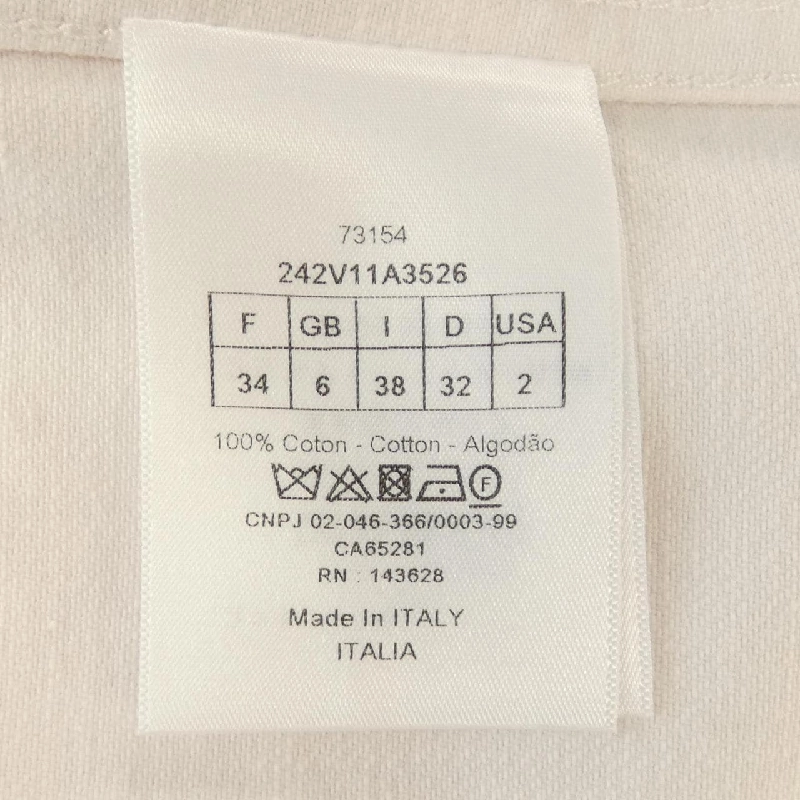 73154
242V11A3526
F GB I D USA
34 6 38 32 2
100% Coton - Cotton - Algodão
F
CNPJ 02-046-366/0003-99
CA65281
RN : 143628
Made In ITALY
ITALIA